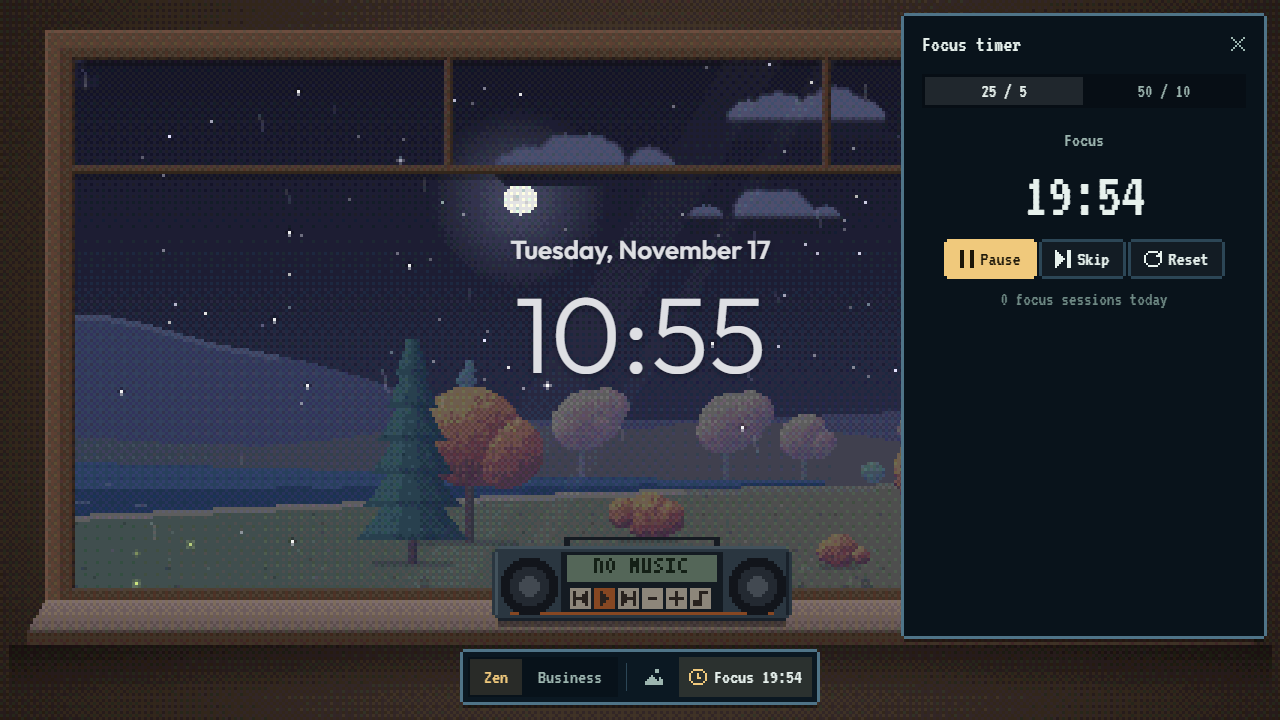 Focus timer
25 / 5
50 / 10
Focus
19:54
Pause
Skip
Reset
0 focus sessions today
Tuesday, November 17
10:55
NO MUSIC
Zen
Business
Focus 19:54